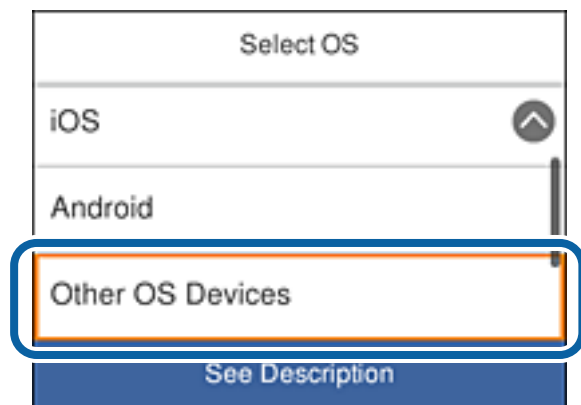 Select OS
iOS
Android
Other OS Devices
See Description